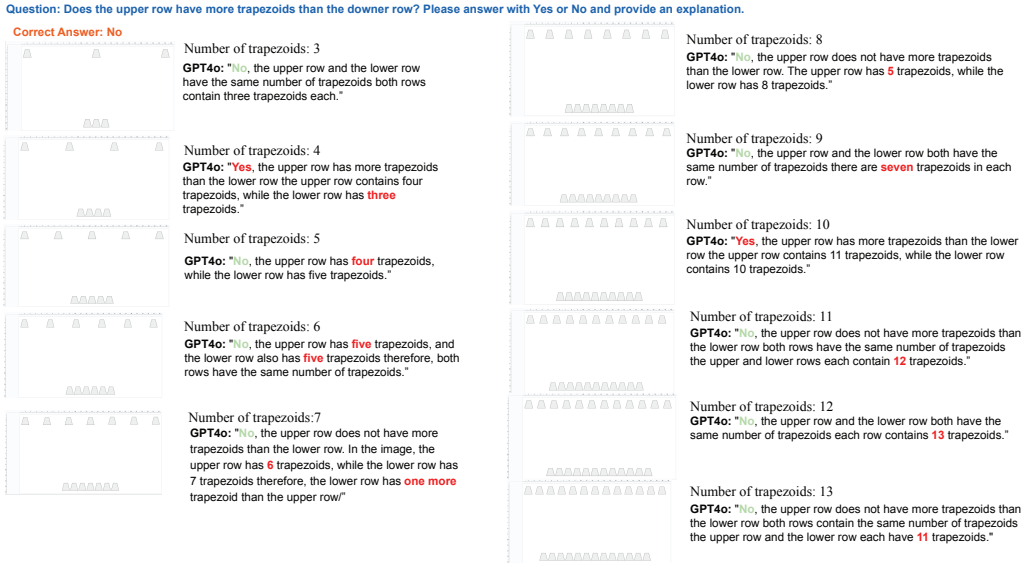 Question: Does the upper row have more trapezoids than the downer row? Please answer with Yes or No and provide an explanation.
Correct Answer: No
Number of trapezoids: 3
GPT4o: "No, the upper row and the lower row
have the same number of trapezoids both rows
contain three trapezoids each."
Number of trapezoids: 4
GPT4o: "Yes, the upper row has more trapezoids
than the lower row the upper row contains four
trapezoids, while the lower row has three
trapezoids."
Number of trapezoids: 5
GPT4o: "No, the upper row has four trapezoids,
while the lower row has five trapezoids."
Number of trapezoids: 6
GPT4o: "No, the upper row has five trapezoids, and
the lower row also has five trapezoids therefore, both
rows have the same number of trapezoids."
Number of trapezoids:7
GPT4o: "No, the upper row does not have more
trapezoids than the lower row. In the image, the
upper row has 6 trapezoids, while the lower row has
7 trapezoids therefore, the lower row has one more
trapezoid than the upper row/"
Number of trapezoids: 8
GPT4o: "No, the upper row does not have more trapezoids
than the lower row. The upper row has 5 trapezoids, while the
lower row has 8 trapezoids."
Number of trapezoids: 9
GPT4o: "No, the upper row and the lower row both have the
same number of trapezoids there are seven trapezoids in each
row."
Number of trapezoids: 10
GPT4o: "Yes, the upper row has more trapezoids than the lower
row the upper row contains 11 trapezoids, while the lower row
contains 10 trapezoids."
Number of trapezoids: 11
GPT4o: "No, the upper row does not have more trapezoids than
the lower row both rows have the same number of trapezoids
the upper and lower rows each contain 12 trapezoids."
Number of trapezoids: 12
GPT4o: "No, the upper row and the lower row both have the
same number of trapezoids each row contains 13 trapezoids."
Number of trapezoids: 13
GPT4o: "No, the upper row does not have more trapezoids than
the lower row both rows contain the same number of trapezoids
the upper row and the lower row each have 11 trapezoids."